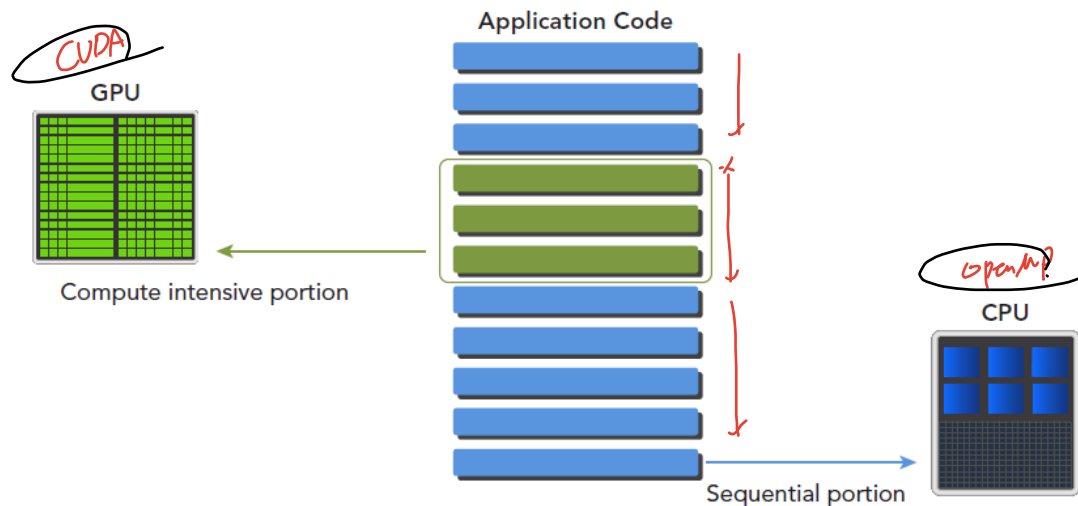 Application Code
CUDA
GPU
Compute intensive portion
openMP
CPU
Sequential portion